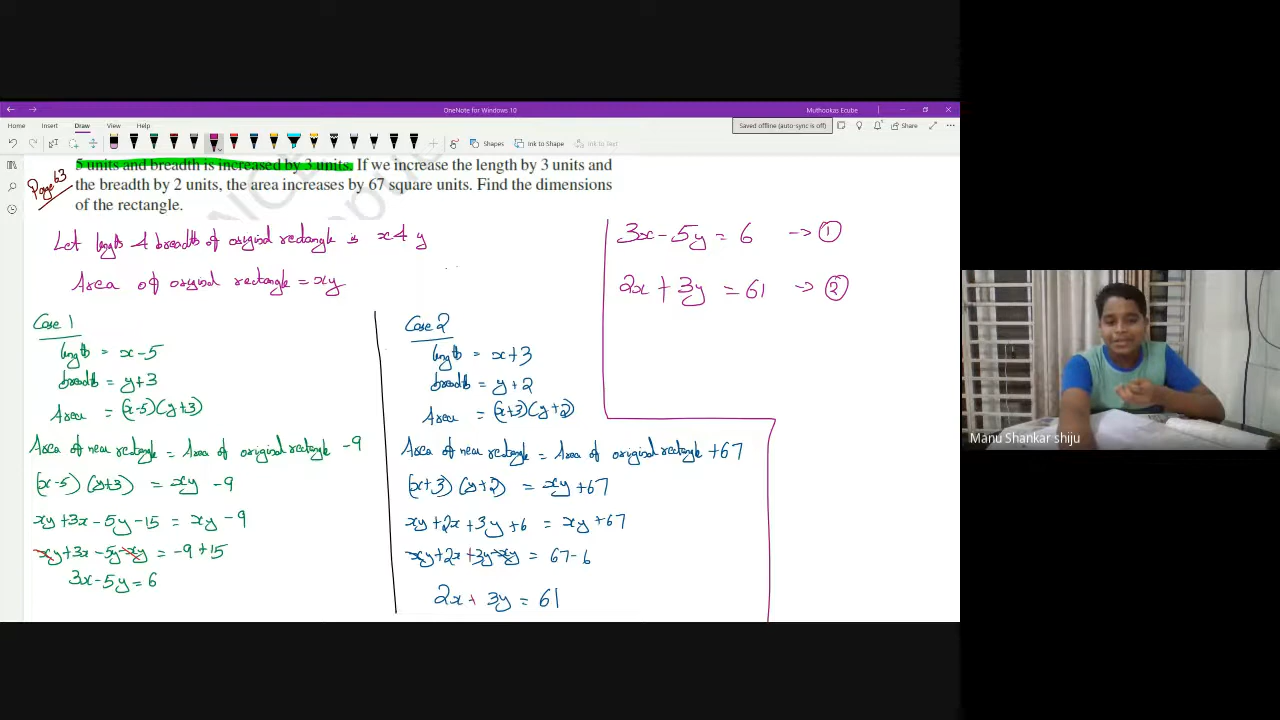 OneNote for Windows 10
Muthookas Ecube
Home Insert Draw View Help
Saved offline (auto-sync is off)
Share
Shapes
Ink to Shape
Ink to Text
5 units and breadth is increased by 3 units. If we increase the length by 3 units and
Page 63
the breadth by 2 units, the area increases by 67 square units. Find the dimensions
of the rectangle.
Let length & breadth of original rectangle is x & y
Area of original rectangle = xy
3x - 5y = 6 → ①
2x + 3y = 61 → ②
Case 1
length = x-5
breadth = y+3
Area = (x-5)(y+3)
Area of new rectangle = Area of original rectangle -9
(x-5) (y+3) = xy -9
xy+3x-5y-15 = xy -9
xy+3x-5y-xy = -9+15
3x-5y=6
Case 2
length = x+3
breadth = y+2
Area = (x+3)(y+2)
Area of new rectangle = Area of original rectangle +67
(x+3) (y+2) = xy+67
xy+2x+3y+6 = xy+67
xy+2x+3y-xy = 67-6
2x+ 3y = 61
Manu Shankar shiju